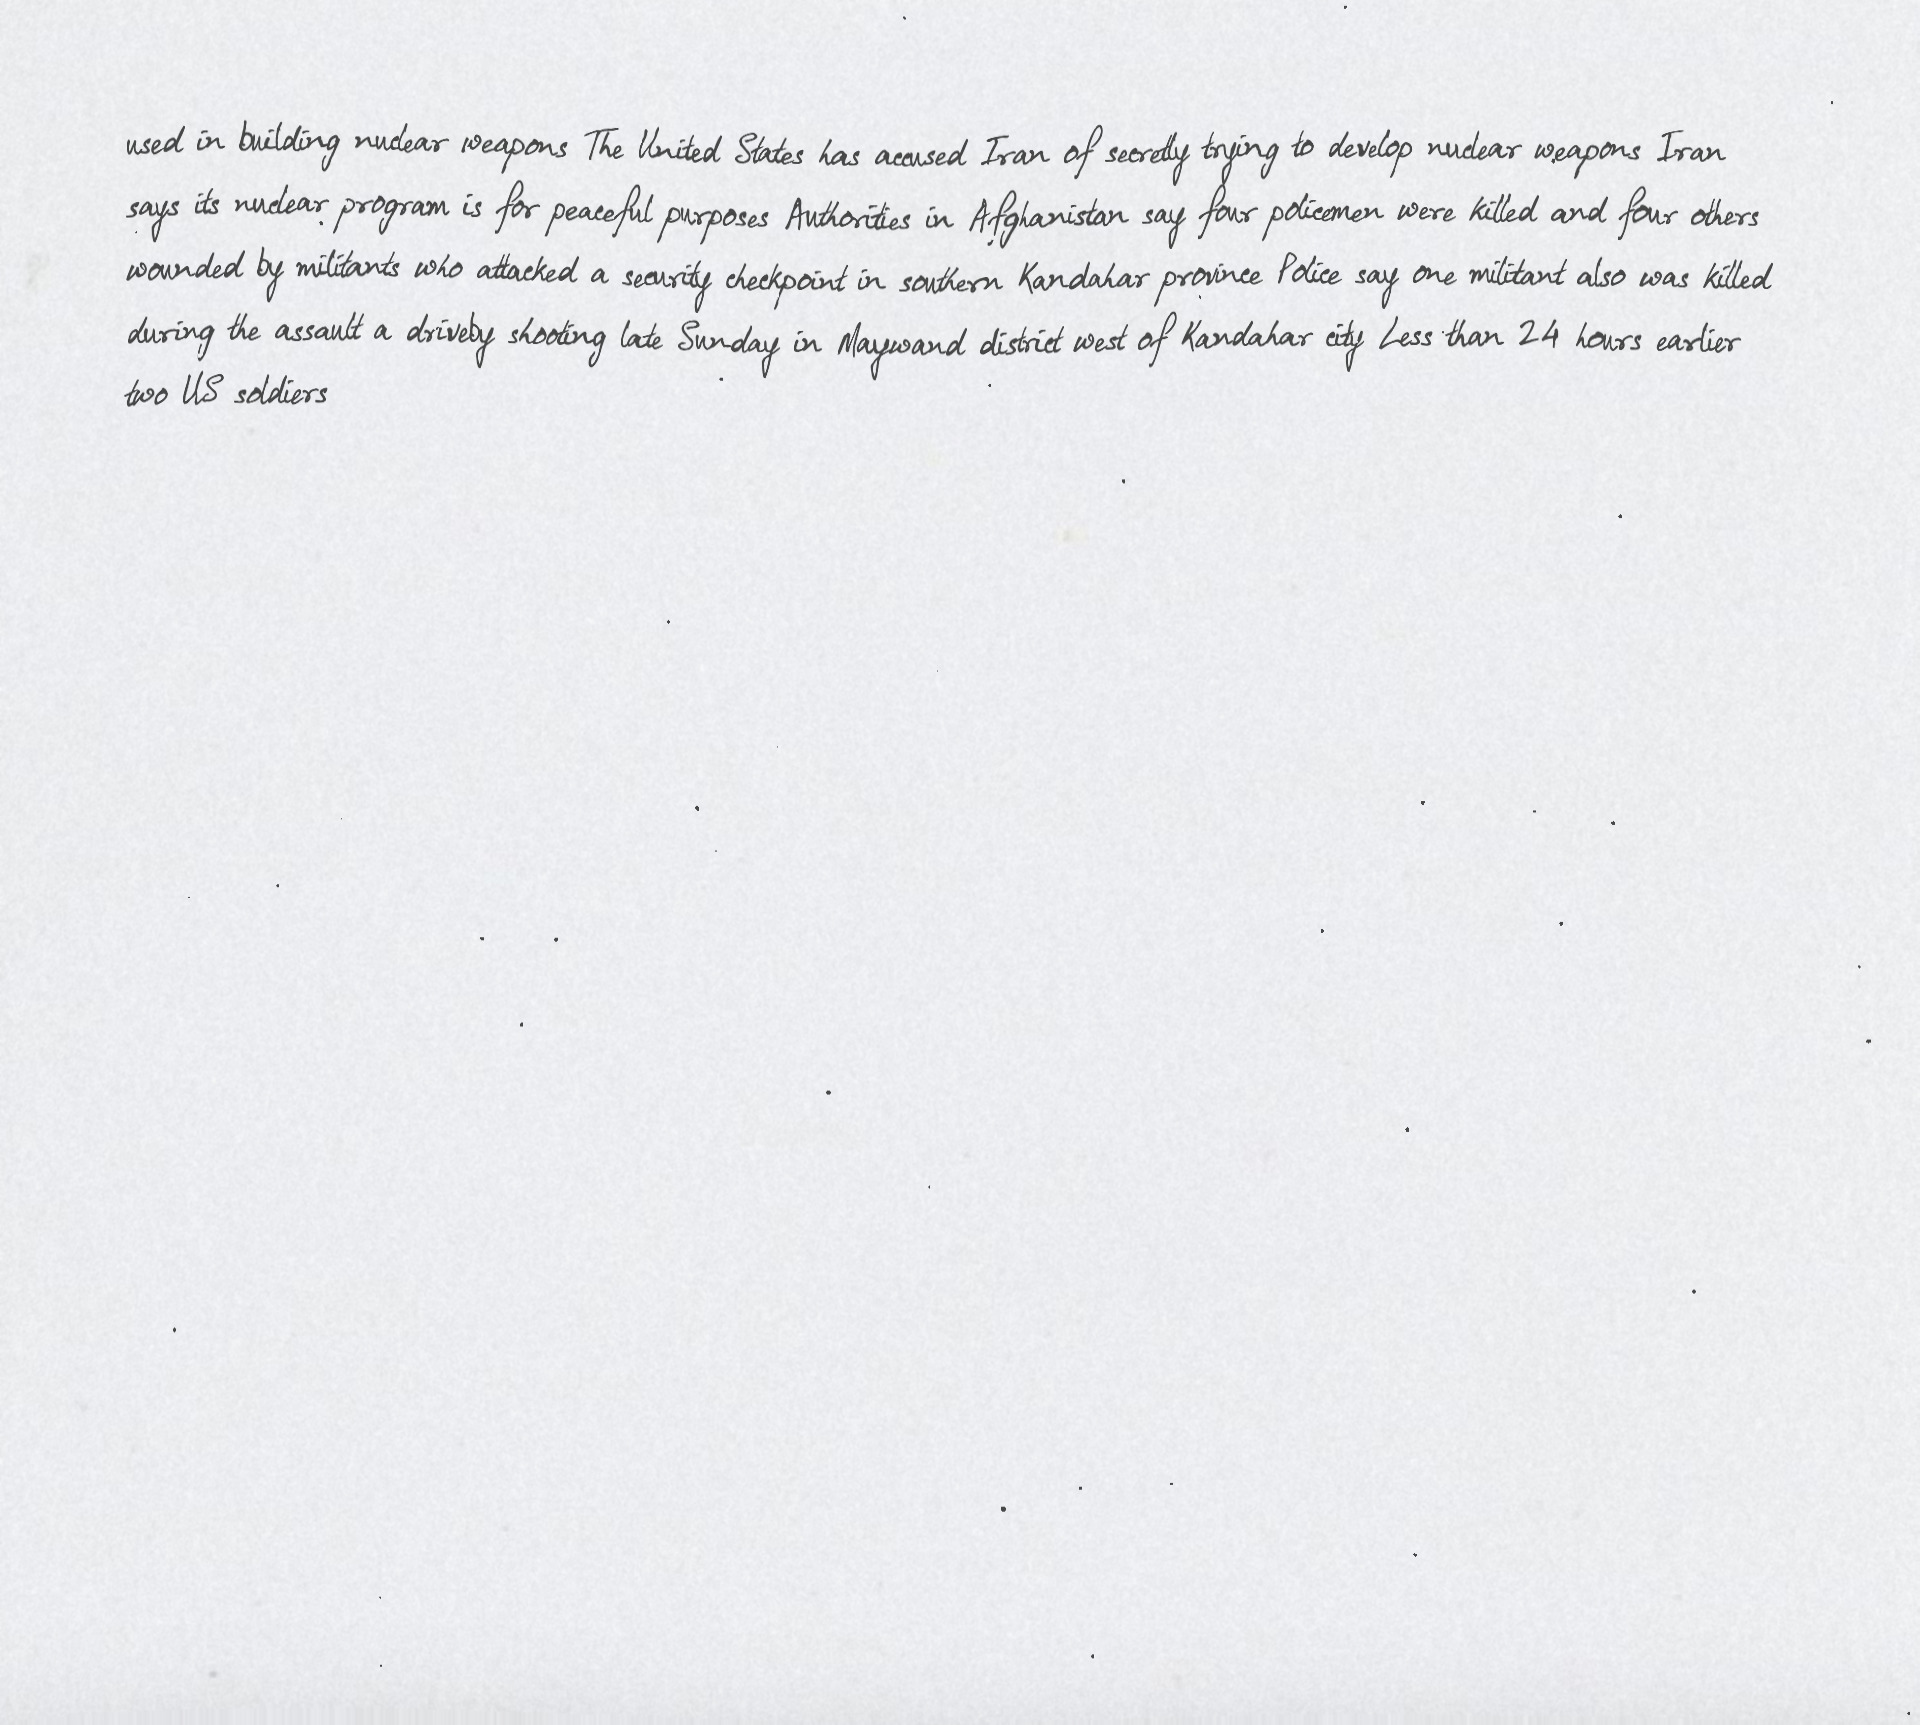 used in building nuclear weapons The United States has accused Iran of secretly trying to develop nuclear weapons Iran
says its nuclear program is for peaceful purposes Authorities in Afghanistan say four policemen were killed and four others
wounded by militants who attacked a security checkpoint in southern Kandahar province Police say one militant also was killed
during the assault a driveby shooting late Sunday in Maywand district west of Kandahar city Less than 24 hours earlier
two US soldiers